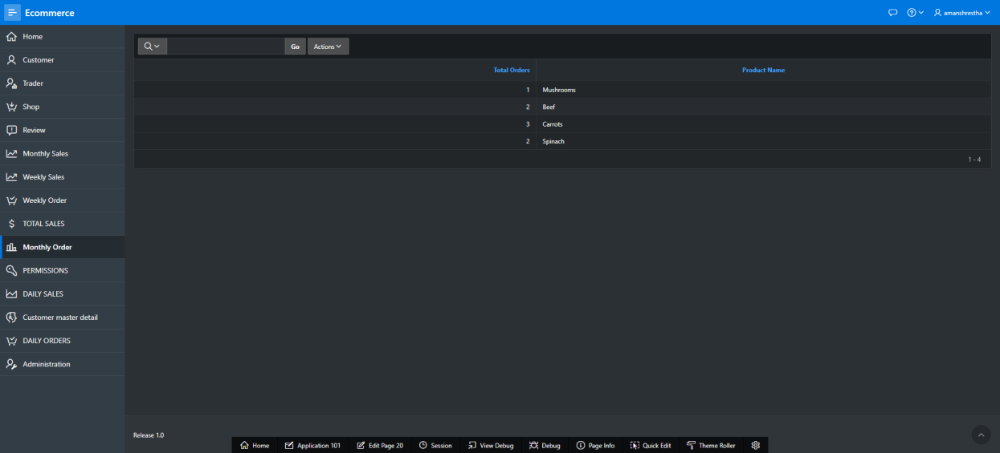 Ecommerce
amanshrestha
Home
Customer
Trader
Shop
Review
Monthly Sales
Weekly Sales
Weekly Order
TOTAL SALES
Monthly Order
PERMISSIONS
DAILY SALES
Customer master detail
DAILY ORDERS
Administration
Go Actions
Total Orders Product Name
1 Mushrooms
2 Beef
3 Carrots
2 Spinach
1 - 4
Release 1.0
Home Application 101 Edit Page 20 Session View Debug Debug Page Info Quick Edit Theme Roller